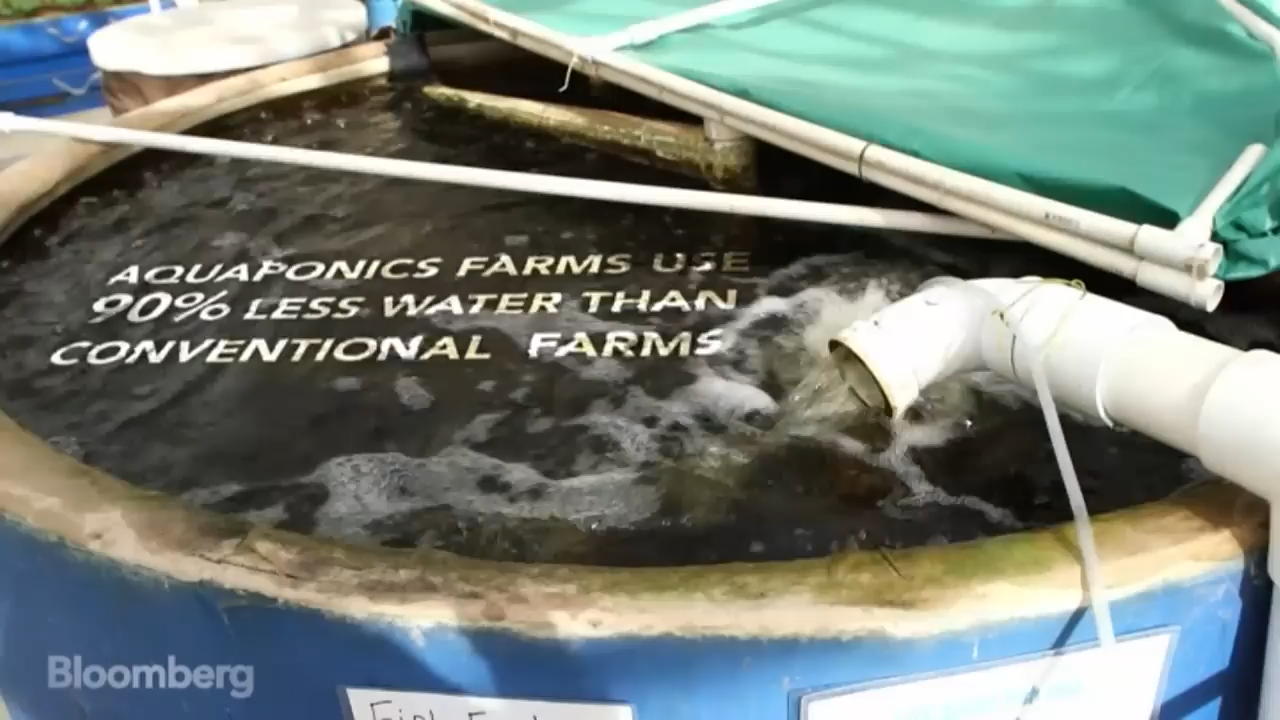 AQUAPONICS FARMS USE
90% LESS WATER THAN
CONVENTIONAL FARMS
Bloomberg